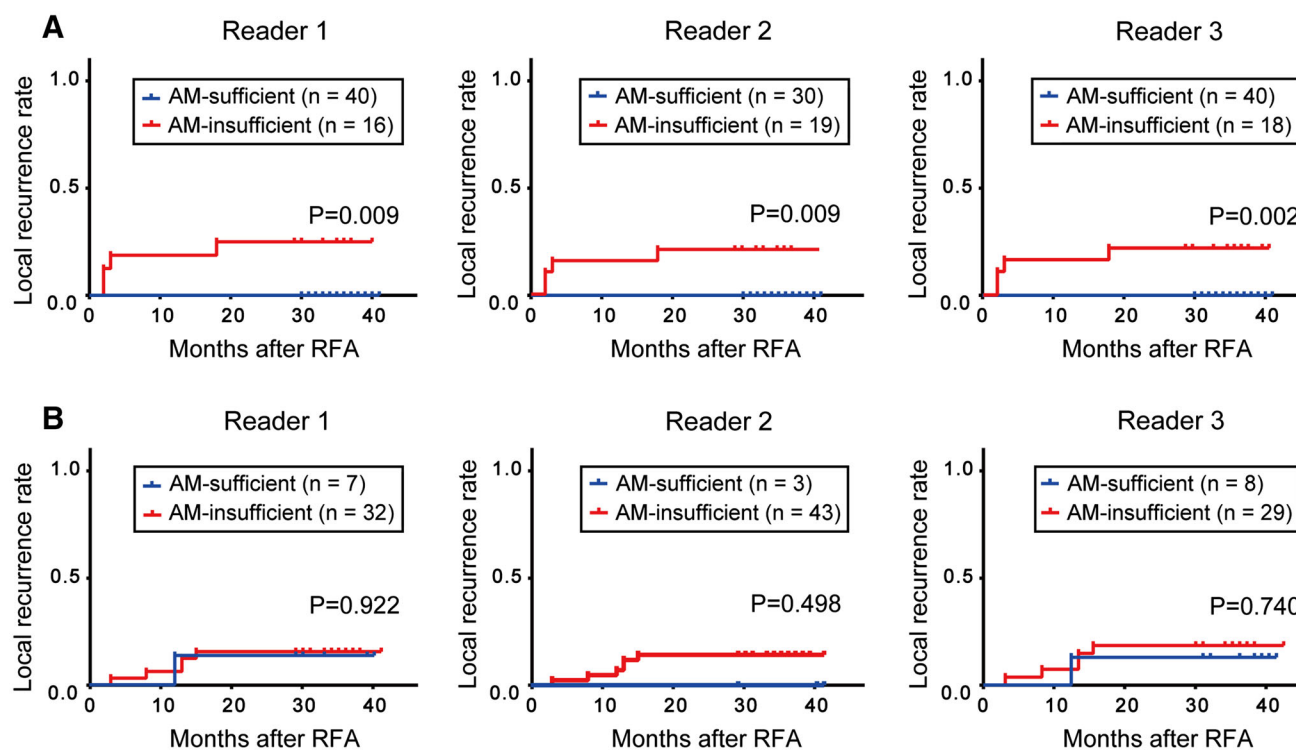 A
Reader 1
Local recurrence rate
1.0
0.5
0.0
AM-sufficient (n = 40)
AM-insufficient (n = 16)
P=0.009
0 10 20 30 40
Months after RFA
Reader 2
Local recurrence rate
1.0
0.5
0.0
AM-sufficient (n = 30)
AM-insufficient (n = 19)
P=0.009
0 10 20 30 40
Months after RFA
Reader 3
Local recurrence rate
1.0
0.5
0.0
AM-sufficient (n = 40)
AM-insufficient (n = 18)
P=0.002
0 10 20 30 40
Months after RFA
B
Reader 1
Local recurrence rate
1.0
0.5
0.0
AM-sufficient (n = 7)
AM-insufficient (n = 32)
P=0.922
0 10 20 30 40
Months after RFA
Reader 2
Local recurrence rate
1.0
0.5
0.0
AM-sufficient (n = 3)
AM-insufficient (n = 43)
P=0.498
0 10 20 30 40
Months after RFA
Reader 3
Local recurrence rate
1.0
0.5
0.0
AM-sufficient (n = 8)
AM-insufficient (n = 29)
P=0.740
0 10 20 30 40
Months after RFA